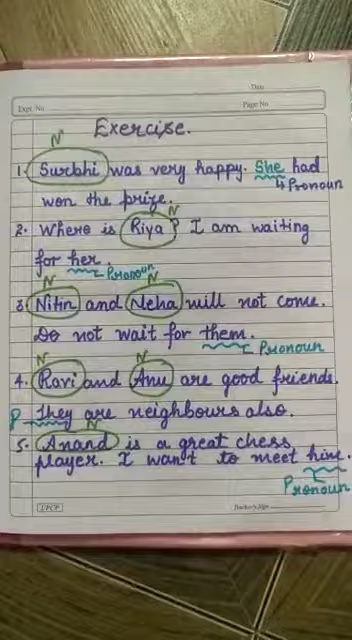 Date
Expt. No.
Page No.
N
Exercise.
1. Surbhi was very happy. She had
↳ Pronoun
won the prize.
N
2. Where is Riya? I am waiting
for her.
Pronoun
N N
3. Nitin and Neha will not come.
Do not wait for them.
Pronoun
N N
4. Ravi and Anu are good friends.
P They are neighbours also.
N
5. Anand is a great chess
player. I want to meet him.
Pronoun
Teacher's Sign.